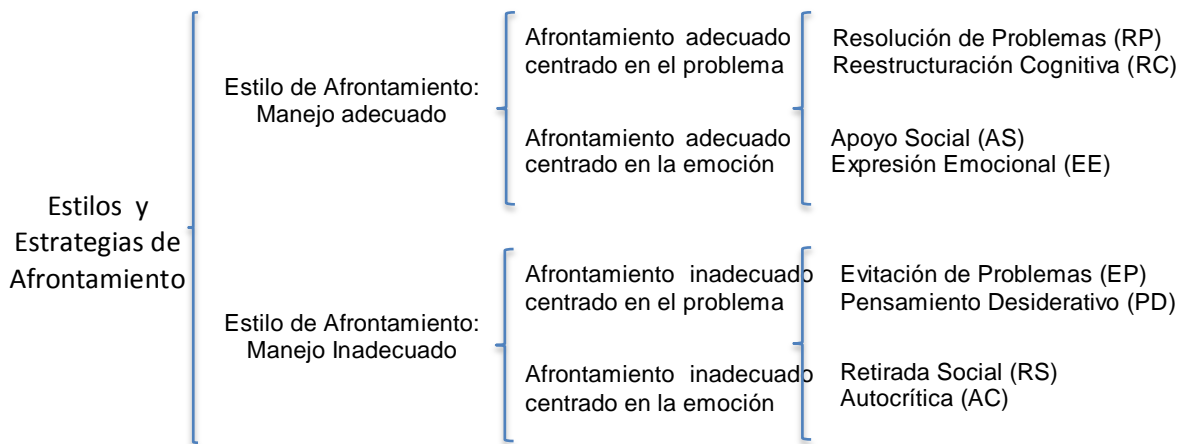 Estilos y
Estrategias de
Afrontamiento
Estilo de Afrontamiento:
Manejo adecuado
Afrontamiento adecuado
centrado en el problema
Resolución de Problemas (RP)
Reestructuración Cognitiva (RC)
Afrontamiento adecuado
centrado en la emoción
Apoyo Social (AS)
Expresión Emocional (EE)
Estilo de Afrontamiento:
Manejo Inadecuado
Afrontamiento inadecuado
centrado en el problema
Evitación de Problemas (EP)
Pensamiento Desiderativo (PD)
Afrontamiento inadecuado
centrado en la emoción
Retirada Social (RS)
Autocrítica (AC)